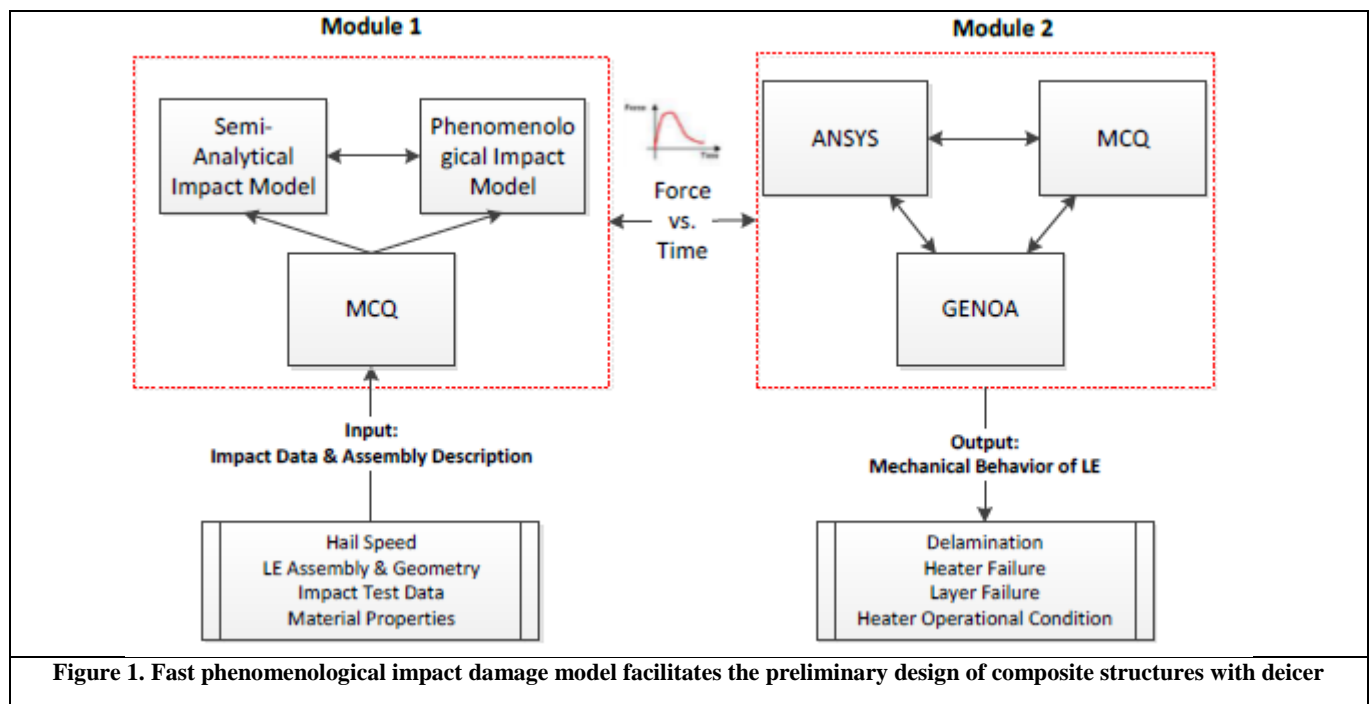 Module 1
Module 2
Semi-
Analytical
Impact Model
Phenomenolo
gical Impact
Model
MCQ
Force
Time
Force
vs.
Time
ANSYS
MCQ
GENOA
Input:
Impact Data & Assembly Description
Output:
Mechanical Behavior of LE
Hail Speed
LE Assembly & Geometry
Impact Test Data
Material Properties
Delamination
Heater Failure
Layer Failure
Heater Operational Condition
Figure 1. Fast phenomenological impact damage model facilitates the preliminary design of composite structures with deicer